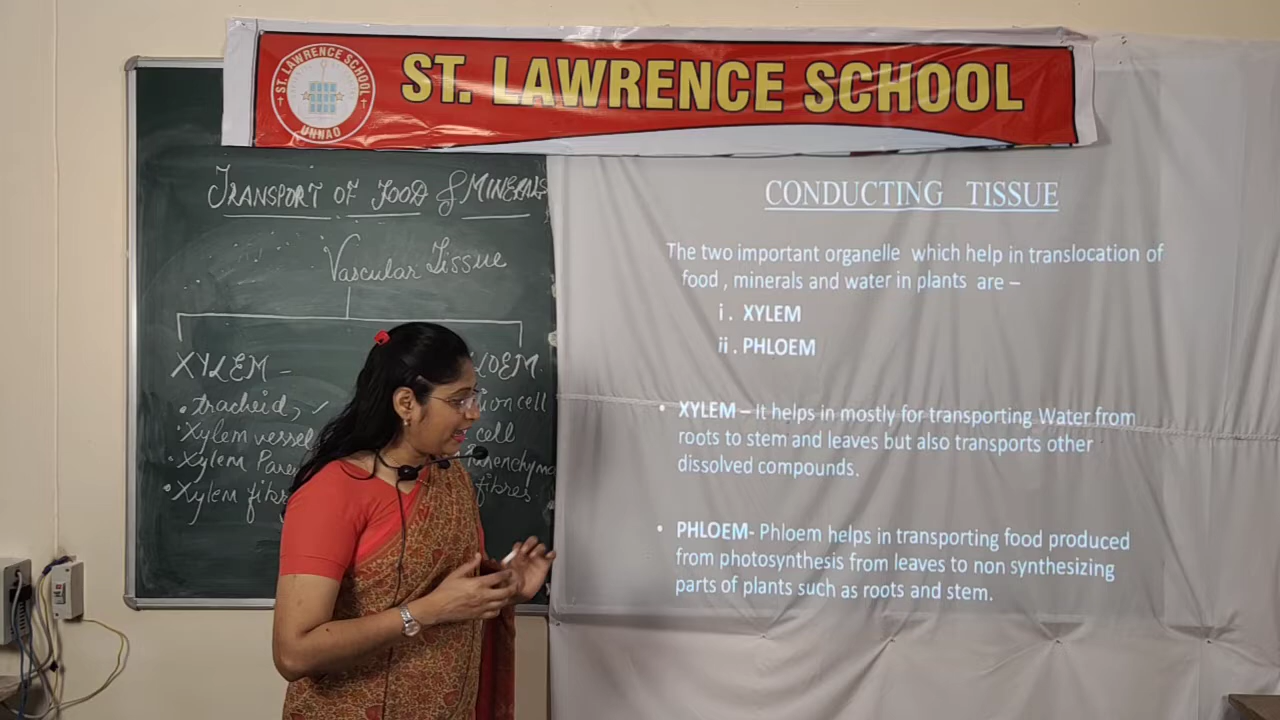 ST. LAWRENCE SCHOOL
ST. LAWRENCE SCHOOL
UNNAO
TRANSPORT OF FOOD & MINERALS
Vascular Tissue
XYLEM -
• tracheid, ✓
• Xylem vessel
• Xylem Pare
• Xylem fibr
LOEM.
ion cell
cell
Parenchyma
fibres
CONDUCTING TISSUE
The two important organelle which help in translocation of
food , minerals and water in plants are –
i . XYLEM
ii . PHLOEM
• XYLEM – It helps in mostly for transporting Water from
roots to stem and leaves but also transports other
dissolved compounds.
• PHLOEM- Phloem helps in transporting food produced
from photosynthesis from leaves to non synthesizing
parts of plants such as roots and stem.